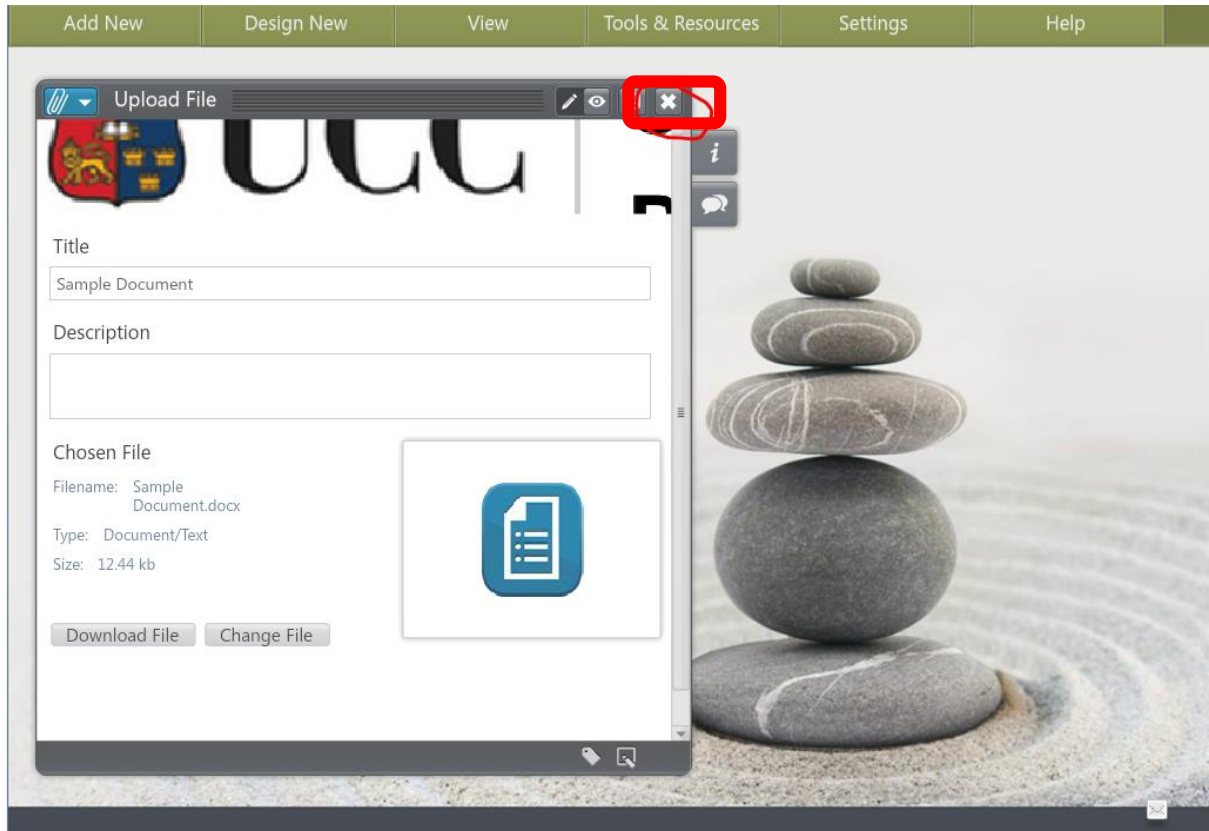 Add New Design New View Tools & Resources Settings Help
Upload File
UCC
i
Title
Sample Document
Description
Chosen File
Filename: Sample
Document.docx
Type: Document/Text
Size: 12.44 kb
Download File Change File